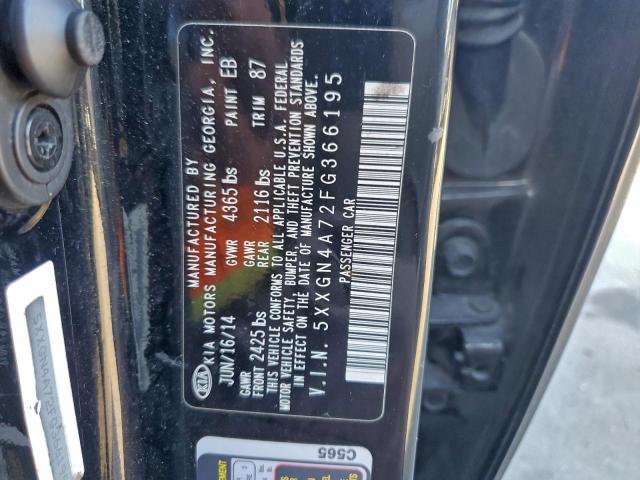 KIA
MANUFACTURED BY
KIA MOTORS MANUFACTURING GEORGIA, INC.
JUN/16/14 GVWR 4365 lbs PAINT EB
GAWR FRONT 2425 lbs GAWR REAR 2116 lbs TRIM 87
THIS VEHICLE CONFORMS TO ALL APPLICABLE U.S.A. FEDERAL
MOTOR VEHICLE SAFETY, BUMPER, AND THEFT PREVENTION STANDARDS
IN EFFECT ON THE DATE OF MANUFACTURE SHOWN ABOVE.
V.I.N. 5XXGN4A72FG366195
PASSENGER CAR
C565